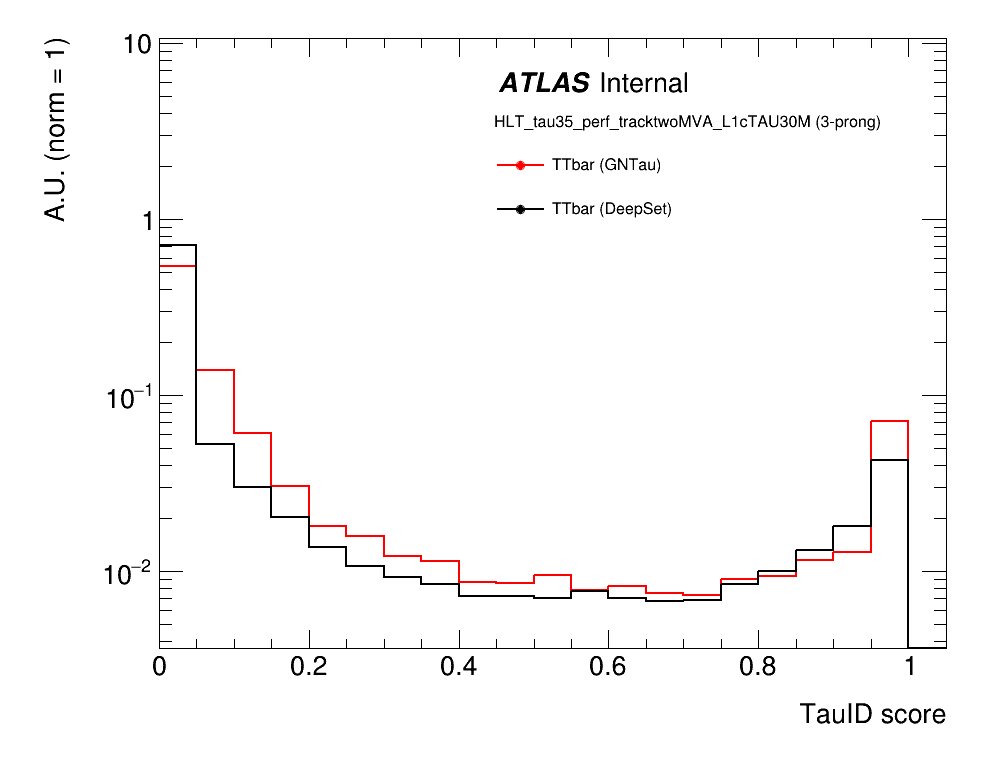 A.U. (norm = 1)
10
1
10⁻¹
10⁻²
ATLAS Internal
HLT_tau35_perf_tracktwoMVA_L1cTAU30M (3-prong)
TTbar (GNTau)
TTbar (DeepSet)
0 0.2 0.4 0.6 0.8 1
TauID score